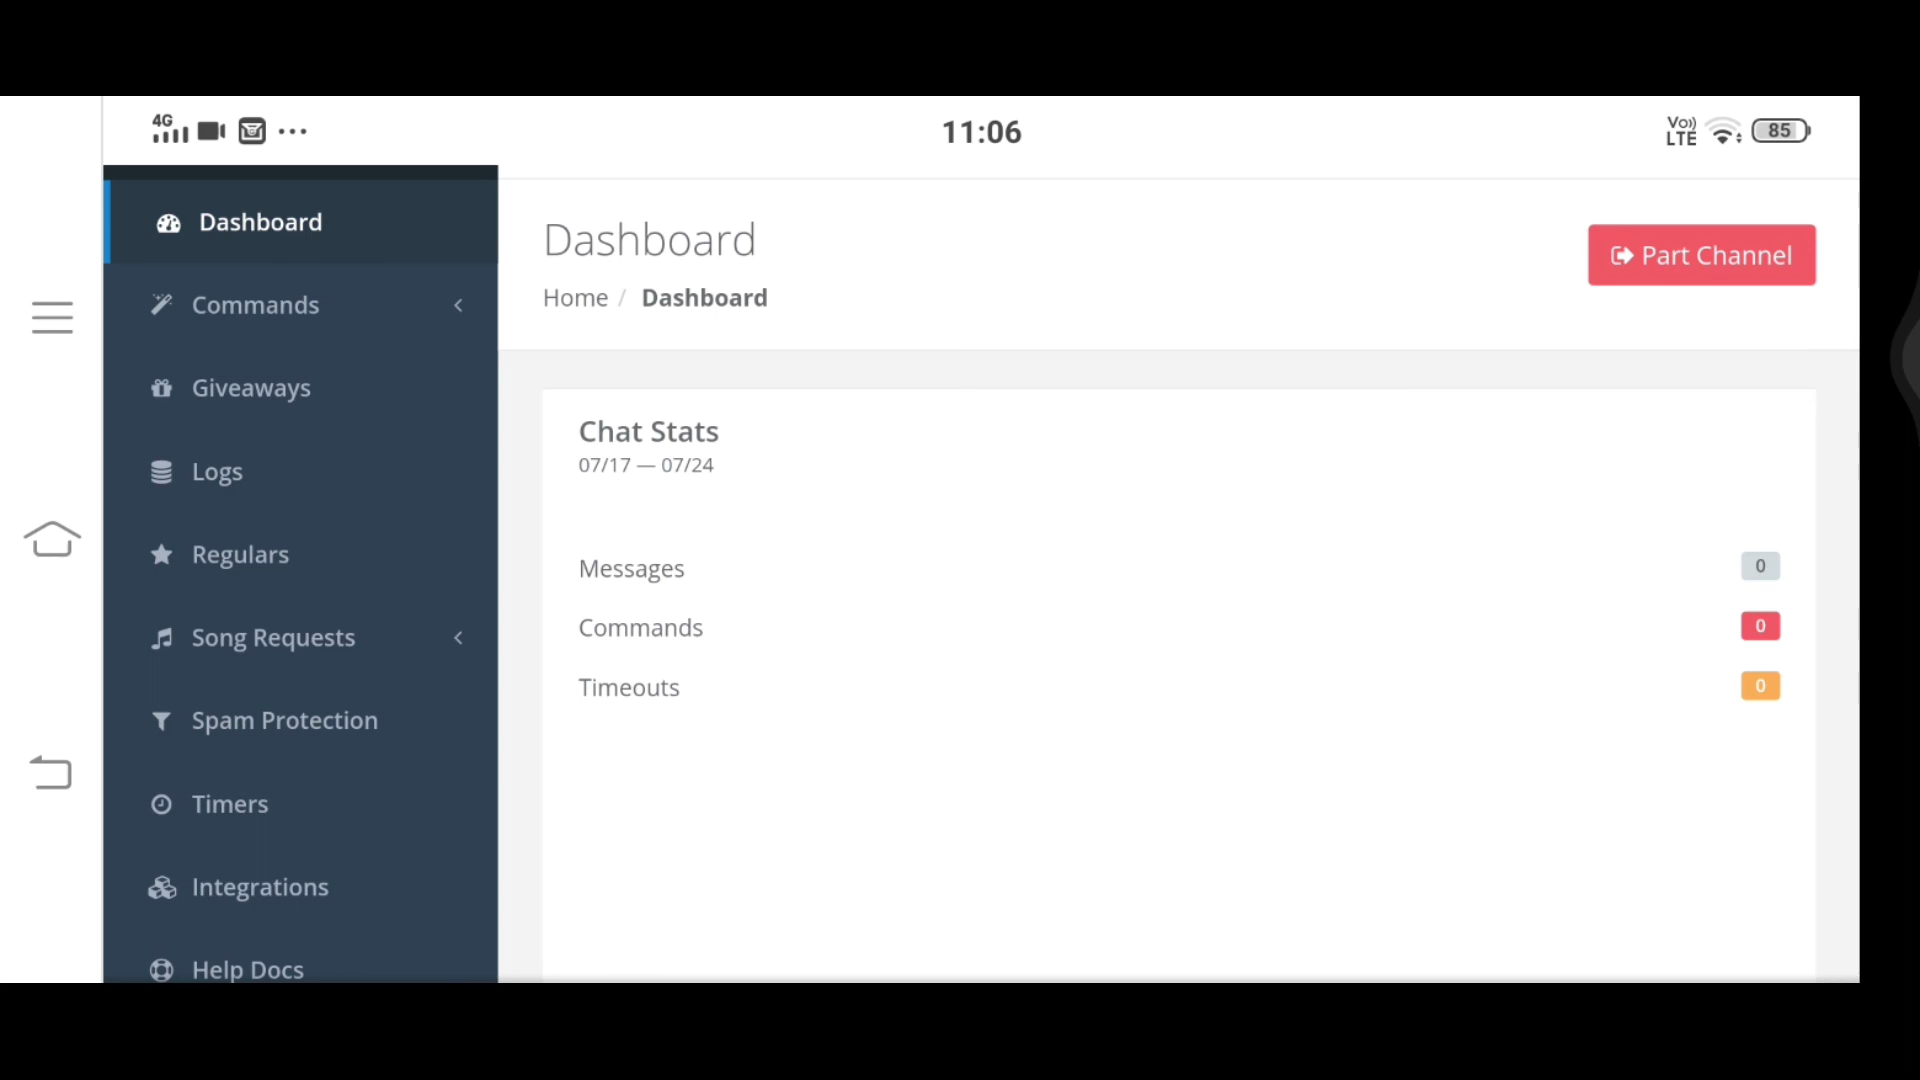 4G
11:06
Vo))
LTE
85
Dashboard
Commands
Giveaways
Logs
Regulars
Song Requests
Spam Protection
Timers
Integrations
Help Docs
Dashboard
Home / Dashboard
Part Channel
Chat Stats
07/17 — 07/24
Messages 0
Commands 0
Timeouts 0